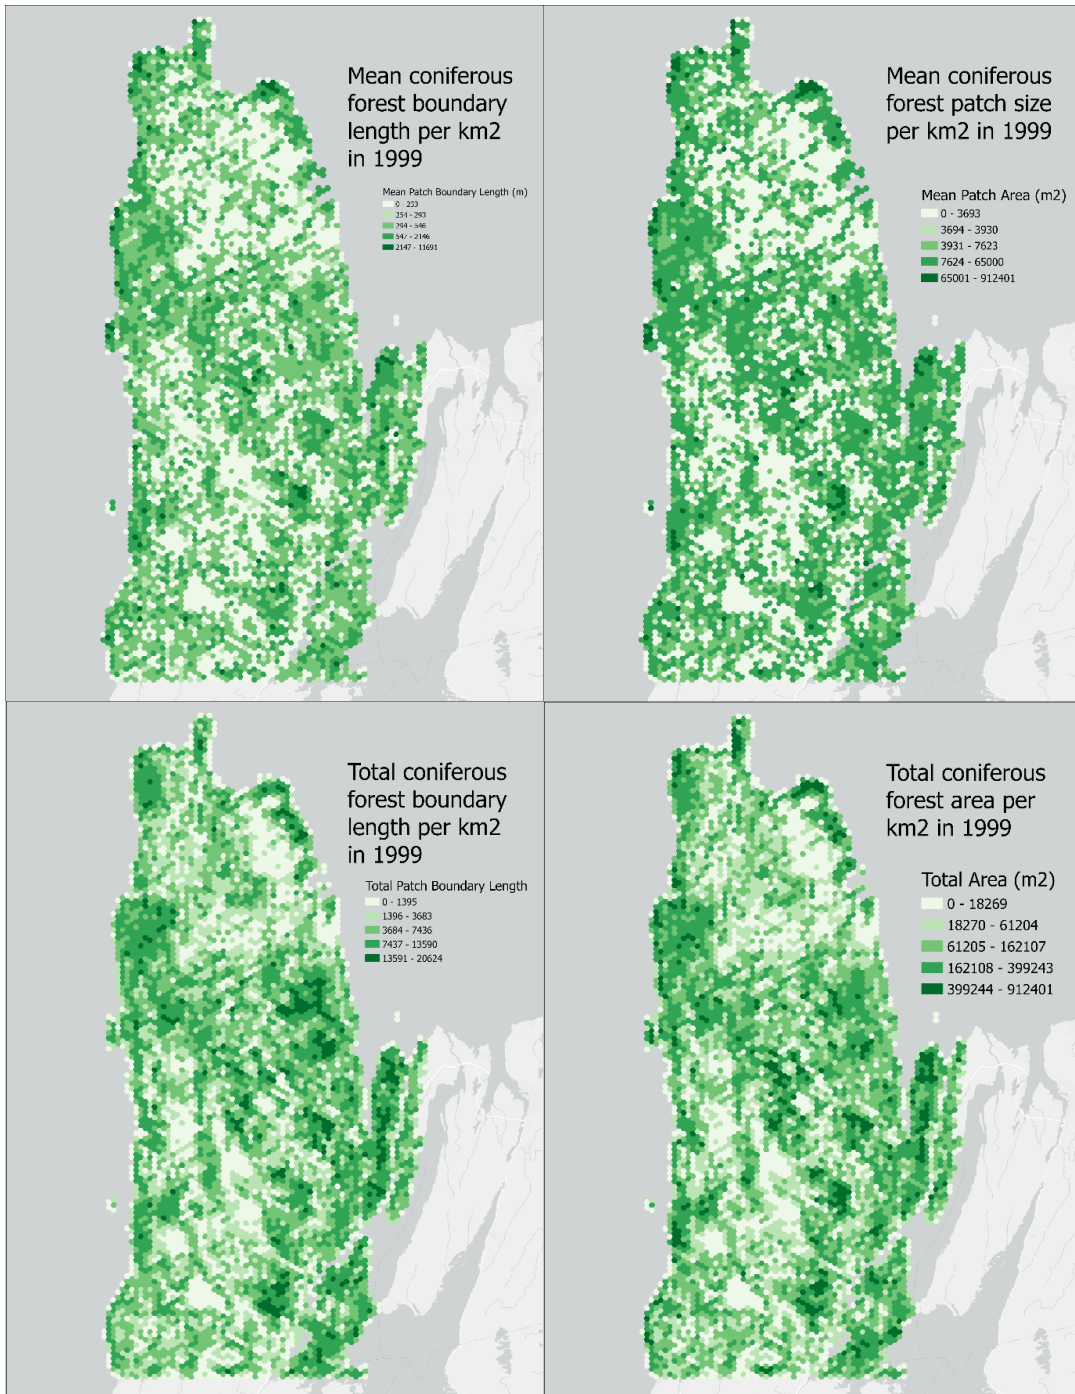 Mean coniferous
forest boundary
length per km2
in 1999
Mean Patch Boundary Length (m)
0 - 253
254 - 293
294 - 546
547 - 2146
2147 - 11691
Mean coniferous
forest patch size
per km2 in 1999
Mean Patch Area (m2)
0 - 3693
3694 - 3930
3931 - 7623
7624 - 65000
65001 - 912401
Total coniferous
forest boundary
length per km2
in 1999
Total Patch Boundary Length
0 - 1395
1396 - 3683
3684 - 7436
7437 - 13590
13591 - 20624
Total coniferous
forest area per
km2 in 1999
Total Area (m2)
0 - 18269
18270 - 61204
61205 - 162107
162108 - 399243
399244 - 912401